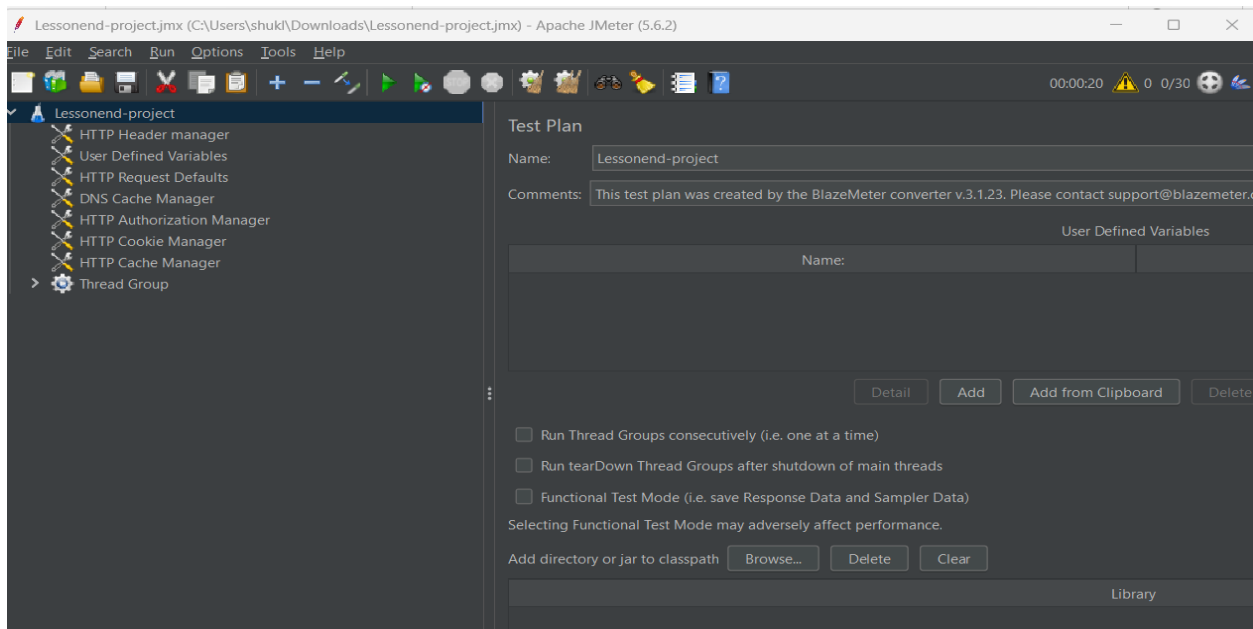 Lessonend-project.jmx (C:\Users\shukl\Downloads\Lessonend-project.jmx) - Apache JMeter (5.6.2)
File Edit Search Run Options Tools Help
00:00:20 0 0/30
Lessonend-project
HTTP Header manager
User Defined Variables
HTTP Request Defaults
DNS Cache Manager
HTTP Authorization Manager
HTTP Cookie Manager
HTTP Cache Manager
Thread Group
Test Plan
Name: Lessonend-project
Comments: This test plan was created by the BlazeMeter converter v.3.1.23. Please contact support@blazemeter.c
User Defined Variables
Name:
Detail Add Add from Clipboard Delete
Run Thread Groups consecutively (i.e. one at a time)
Run tearDown Thread Groups after shutdown of main threads
Functional Test Mode (i.e. save Response Data and Sampler Data)
Selecting Functional Test Mode may adversely affect performance.
Add directory or jar to classpath Browse... Delete Clear
Library